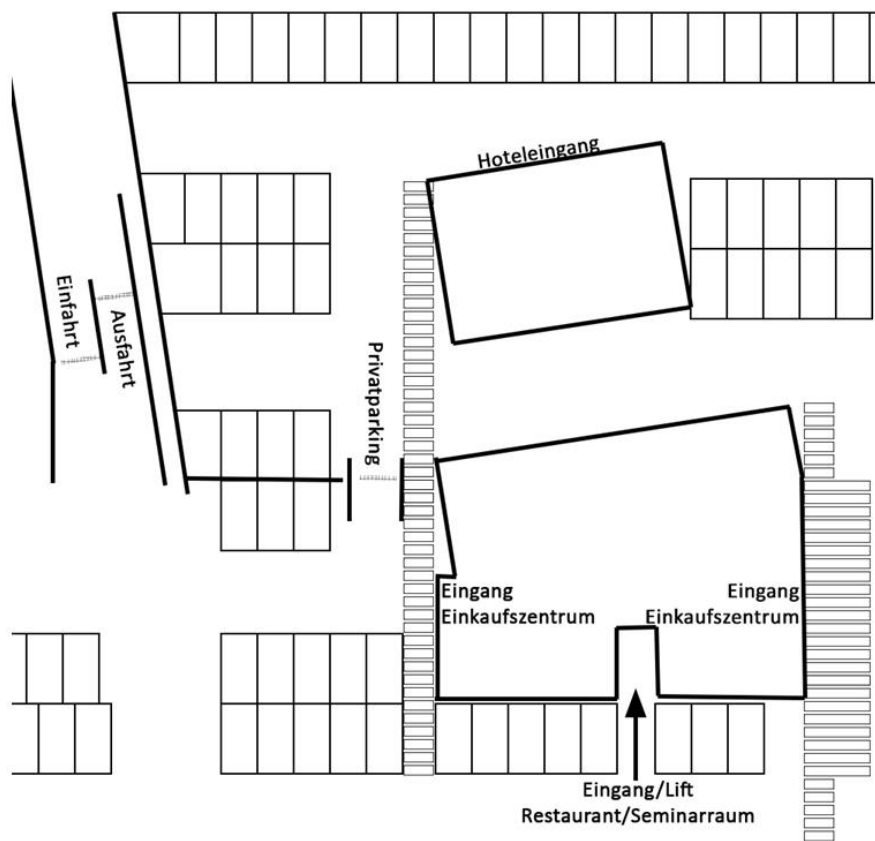 Hoteleingang
Einfahrt
Ausfahrt
Privatparking
Eingang
Einkaufszentrum
Eingang
Einkaufszentrum
Eingang/Lift
Restaurant/Seminarraum